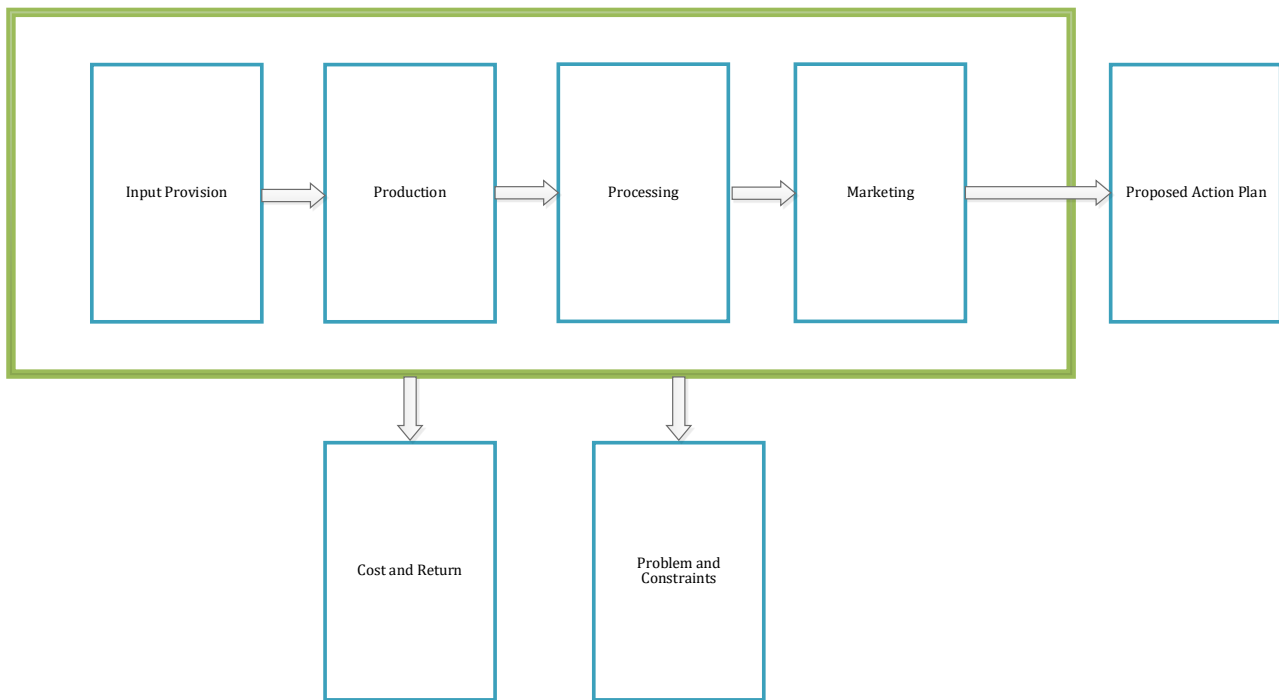 Input Provision
Production
Processing
Marketing
Proposed Action Plan
Cost and Return
Problem and
Constraints